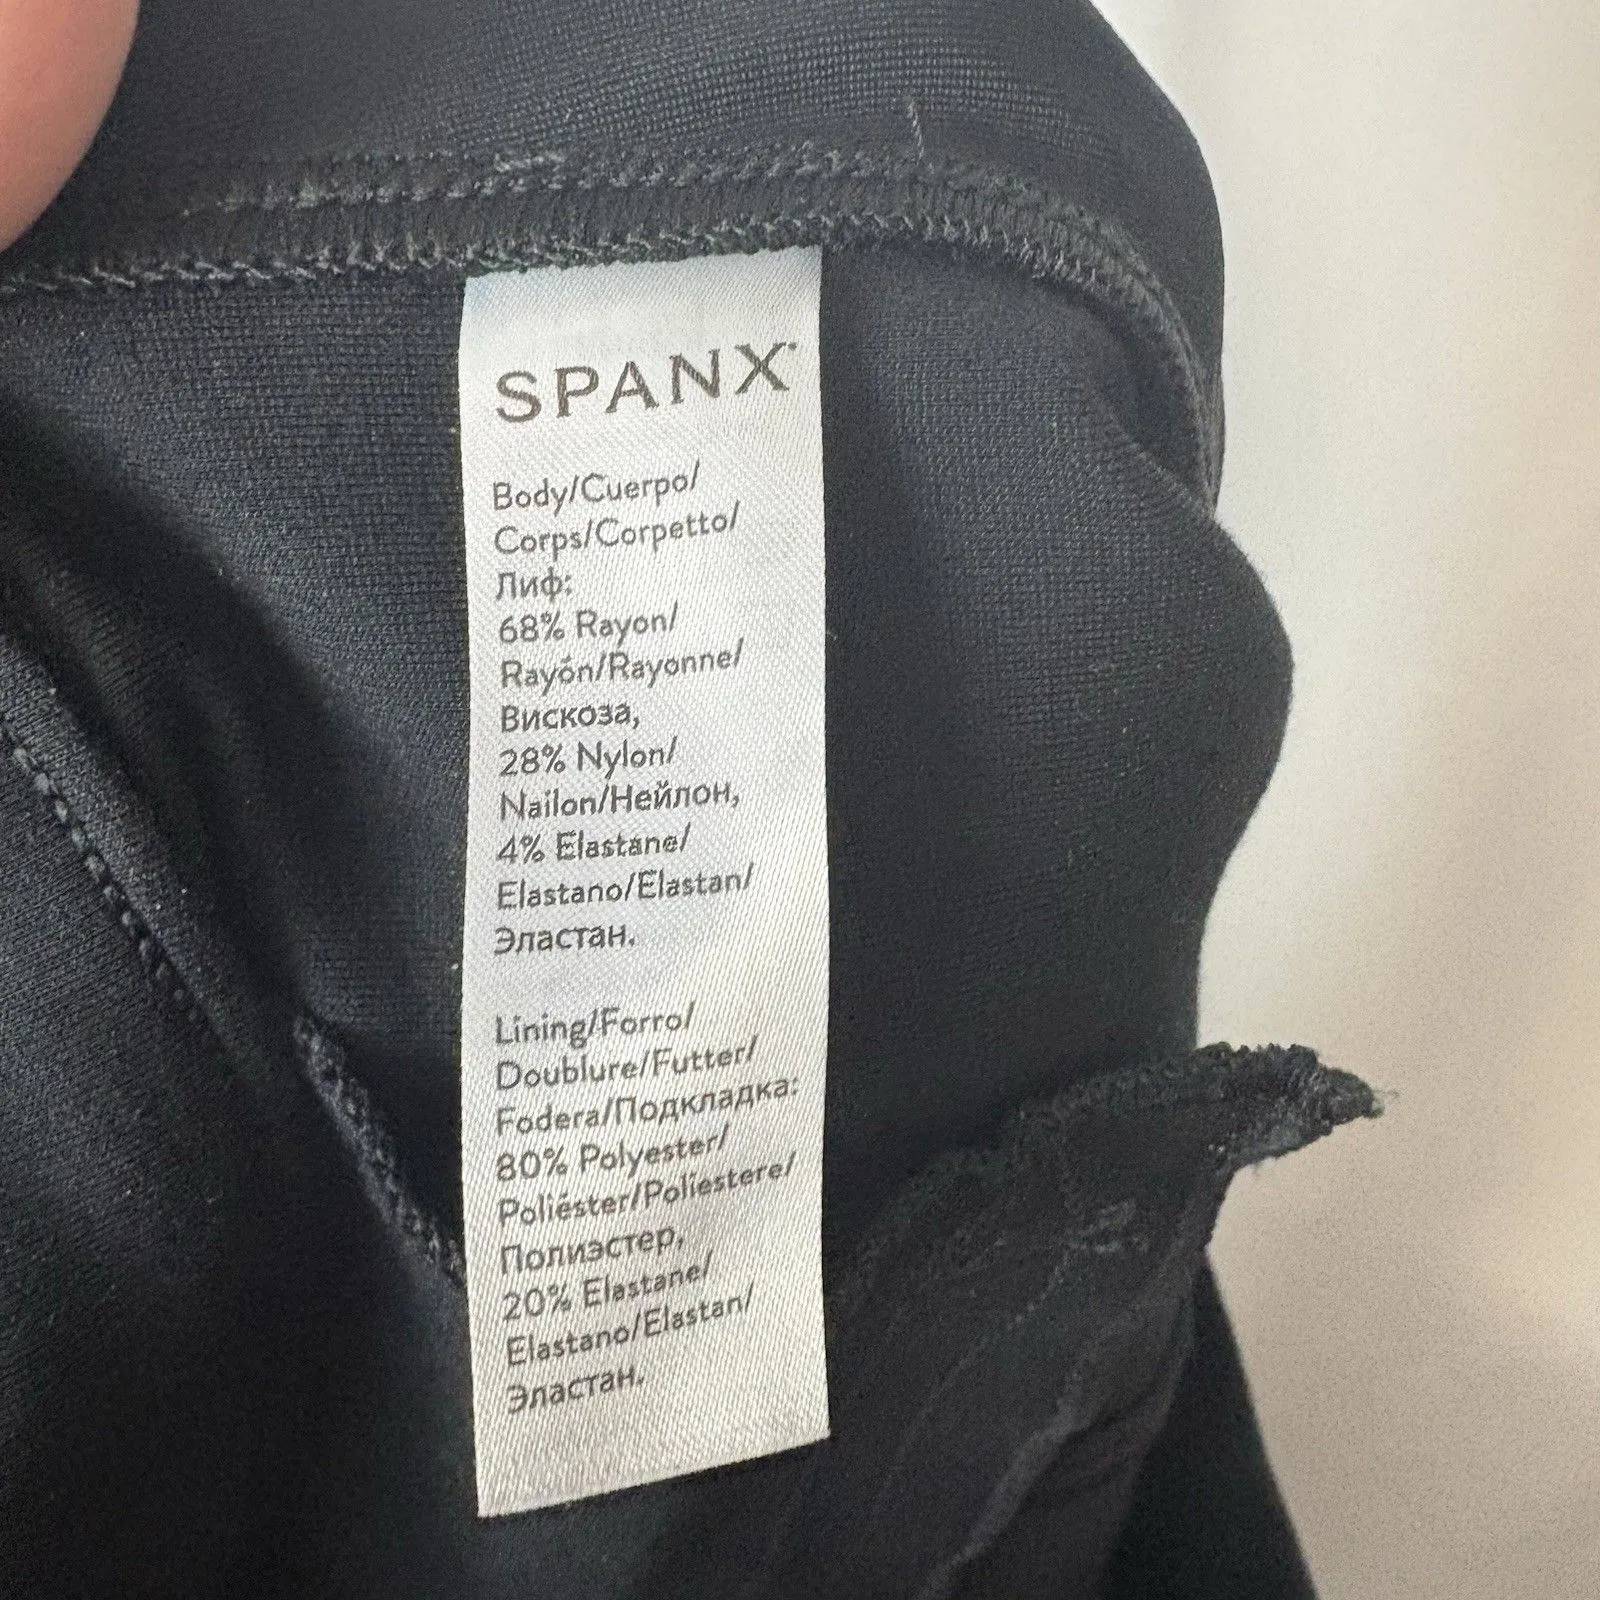 SPANX
Body/Cuerpo/
Corps/Corpetto/
Лиф:
68% Rayon/
Rayón/Rayonne/
Вискоза,
28% Nylon/
Nailon/Нейлон,
4% Elastane/
Elastano/Elastan/
Эластан.
Lining/Forro/
Doublure/Futter/
Fodera/Подкладка:
80% Polyester/
Poliéster/Poliestere/
Полиэстер,
20% Elastane/
Elastano/Elastan/
Эластан.